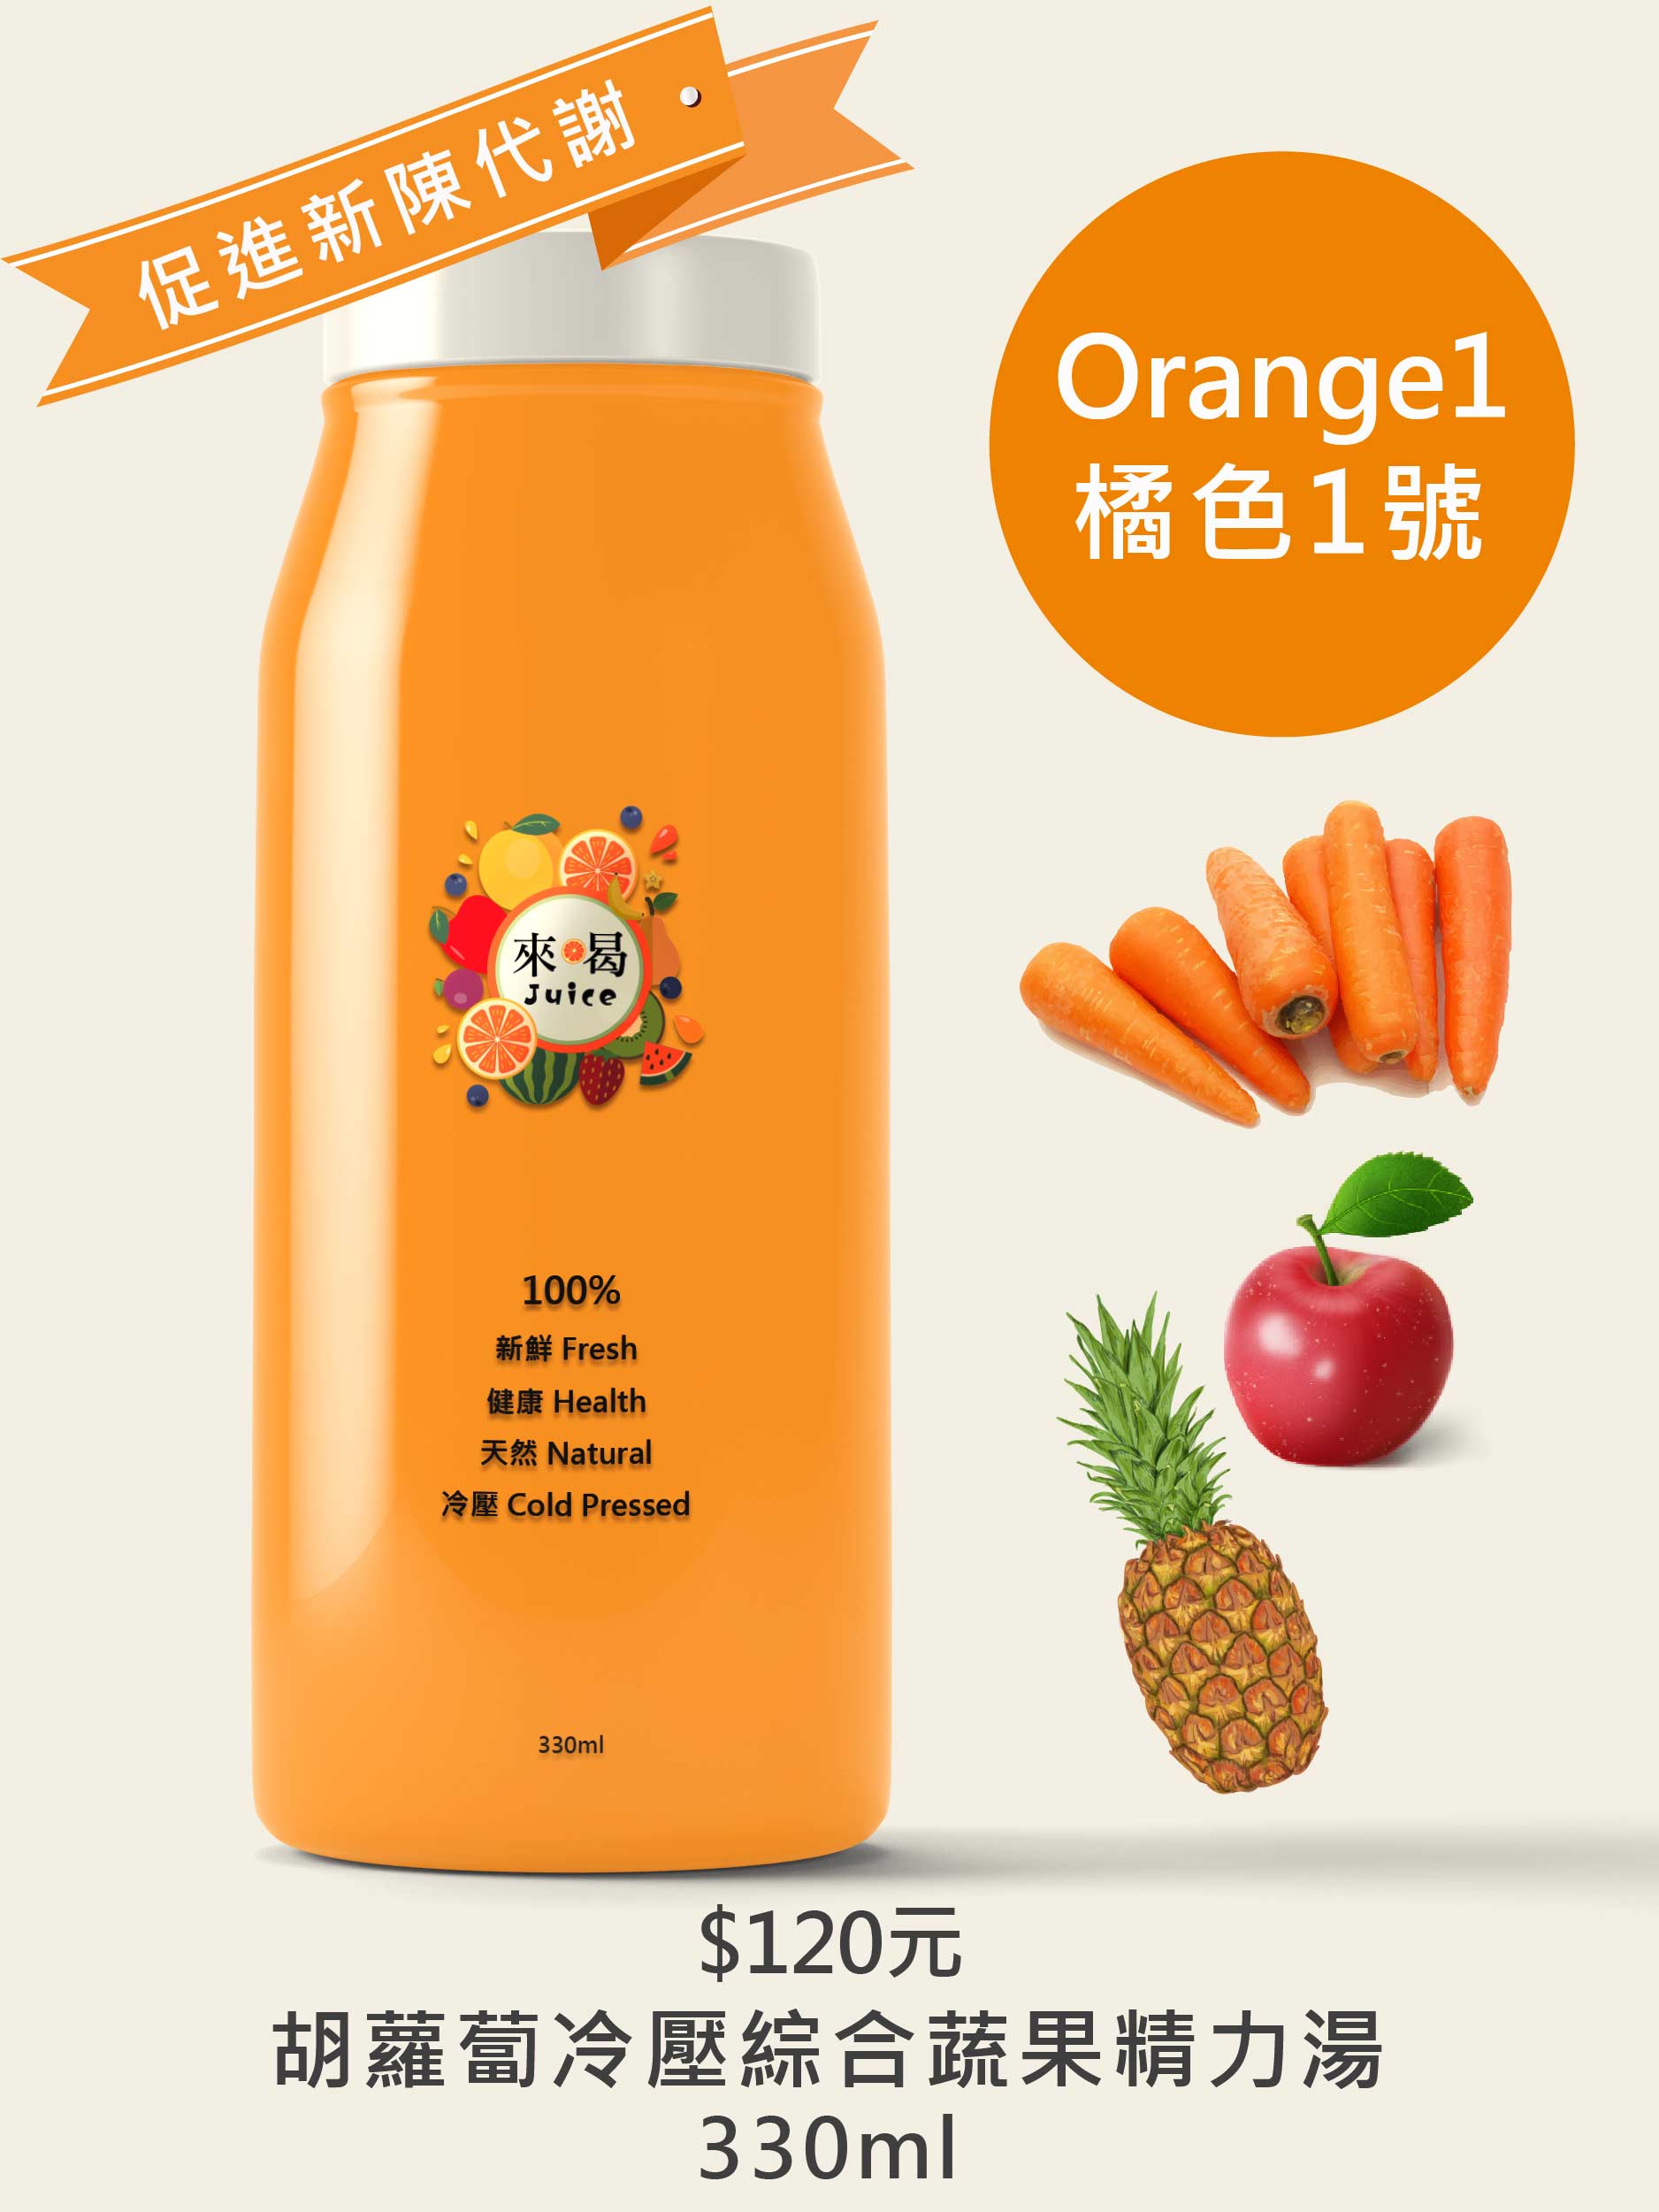 促進新陳代謝
Orange1
橘色1號
來曷
Juice
100%
新鮮 Fresh
健康 Health
天然 Natural
冷壓 Cold Pressed
330ml
$120元
胡蘿蔔冷壓綜合蔬果精力湯
330ml